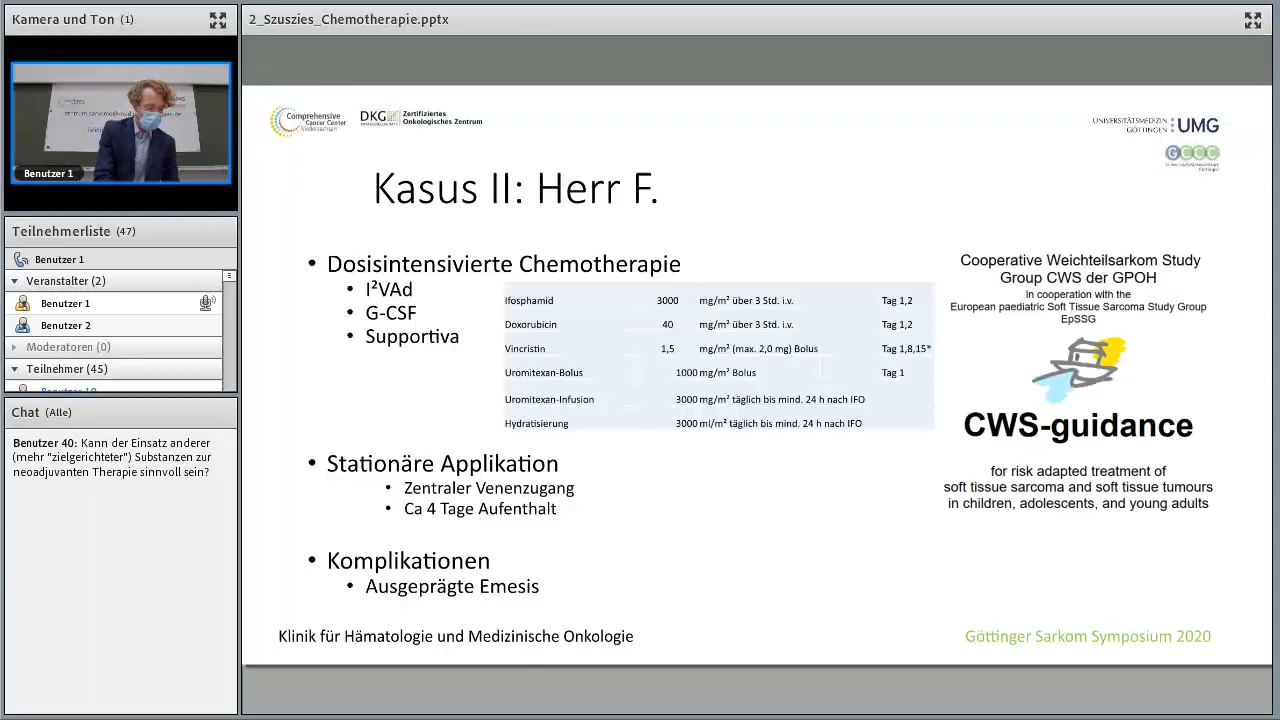 Kamera und Ton (1)
Benutzer 1
Teilnehmerliste (47)
Benutzer 1
Veranstalter (2)
Benutzer 1
Benutzer 2
Moderatoren (0)
Teilnehmer (45)
Chat (Alle)
Benutzer 40: Kann der Einsatz anderer
(mehr "zielgerichteter") Substanzen zur
neoadjuvanten Therapie sinnvoll sein?
2_Szuszies_Chemotherapie.pptx
Comprehensive
Cancer Center
Niedersachsen
DKG Zertifiziertes
Onkologisches Zentrum
UNIVERSITÄTSMEDIZIN
GÖTTINGEN UMG
GCCC
Kasus II: Herr F.
• Dosisintensivierte Chemotherapie
• I²VAd
• G-CSF
• Supportiva
Ifosphamid 3000 mg/m² über 3 Std. i.v. Tag 1,2
Doxorubicin 40 mg/m² über 3 Std. i.v. Tag 1,2
Vincristin 1,5 mg/m² (max. 2,0 mg) Bolus Tag 1,8,15*
Uromitexan-Bolus 1000 mg/m² Bolus Tag 1
Uromitexan-Infusion 3000 mg/m² täglich bis mind. 24 h nach IFO
Hydratisierung 3000 ml/m² täglich bis mind. 24 h nach IFO
• Stationäre Applikation
• Zentraler Venenzugang
• Ca 4 Tage Aufenthalt
• Komplikationen
• Ausgeprägte Emesis
Cooperative Weichteilsarkom Study
Group CWS der GPOH
in cooperation with the
European paediatric Soft Tissue Sarcoma Study Group
EpSSG
CWS-guidance
for risk adapted treatment of
soft tissue sarcoma and soft tissue tumours
in children, adolescents, and young adults
Klinik für Hämatologie und Medizinische Onkologie
Göttinger Sarkom Symposium 2020